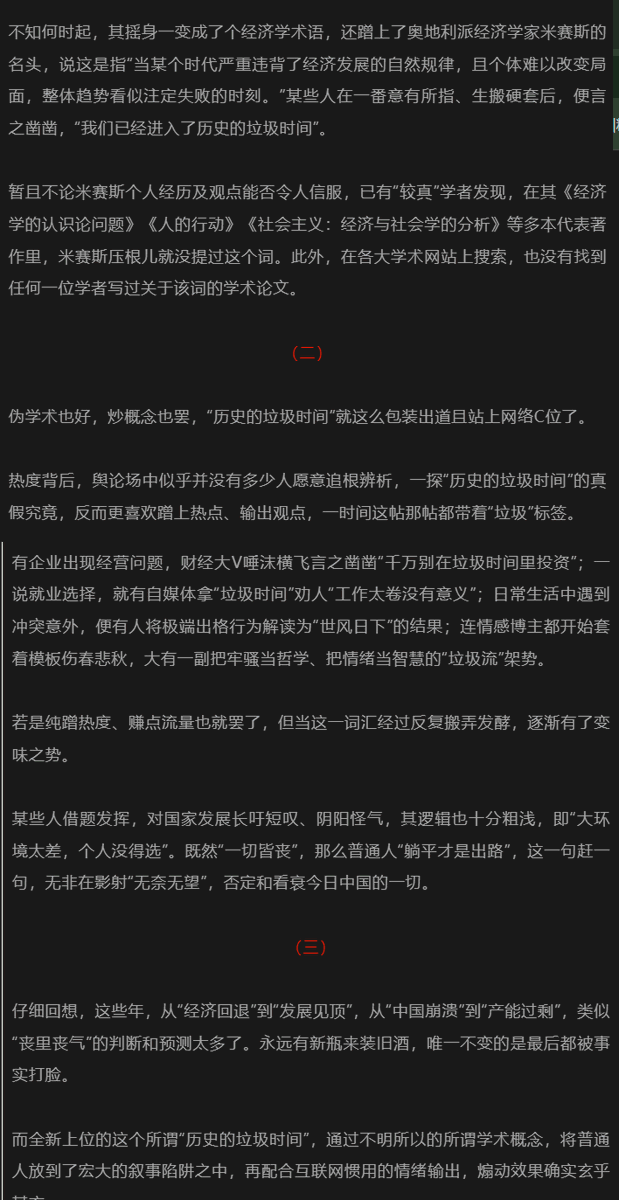 不知何时起，其摇身一变成了个经济学术语，还蹭上了奥地利派经济学家米赛斯的
名头，说这是指“当某个时代严重违背了经济发展的自然规律，且个体难以改变局
面，整体趋势看似注定失败的时刻。”某些人在一番意有所指、生搬硬套后，便言
之凿凿，“我们已经进入了历史的垃圾时间”。
暂且不论米赛斯个人经历及观点能否令人信服，已有“较真”学者发现，在其《经济
学的认识论问题》《人的行动》《社会主义：经济与社会学的分析》等多本代表著
作里，米赛斯压根儿就没提过这个词。此外，在各大学术网站上搜索，也没有找到
任何一位学者写过关于该词的学术论文。
（二）
伪学术也好，炒概念也罢，“历史的垃圾时间”就这么包装出道且站上网络C位了。
热度背后，舆论场中似乎并没有多少人愿意追根辨析，一探“历史的垃圾时间”的真
假究竟，反而更喜欢蹭上热点、输出观点，一时间这帖那帖都带着“垃圾”标签。
有企业出现经营问题，财经大V唾沫横飞言之凿凿“千万别在垃圾时间里投资”；一
说就业选择，就有自媒体拿“垃圾时间”劝人“工作太卷没有意义”；日常生活中遇到
冲突意外，便有人将极端出格行为解读为“世风日下”的结果；连情感博主都开始套
着模板伤春悲秋，大有一副把牢骚当哲学、把情绪当智慧的“垃圾流”架势。
若是纯蹭热度、赚点流量也就罢了，但当这一词汇经过反复搬弄发酵，逐渐有了变
味之势。
某些人借题发挥，对国家发展长吁短叹、阴阳怪气，其逻辑也十分粗浅，即“大环
境太差，个人没得选”。既然“一切皆丧”，那么普通人“躺平才是出路”，这一句赶一
句，无非在影射“无奈无望”，否定和看衰今日中国的一切。
（三）
仔细回想，这些年，从“经济回退”到“发展见顶”，从“中国崩溃”到“产能过剩”，类似
“丧里丧气”的判断和预测太多了。永远有新瓶来装旧酒，唯一不变的是最后都被事
实打脸。
而全新上位的这个所谓“历史的垃圾时间”，通过不明所以的所谓学术概念，将普通
人放到了宏大的叙事陷阱之中，再配合互联网惯用的情绪输出，煽动效果确实玄乎